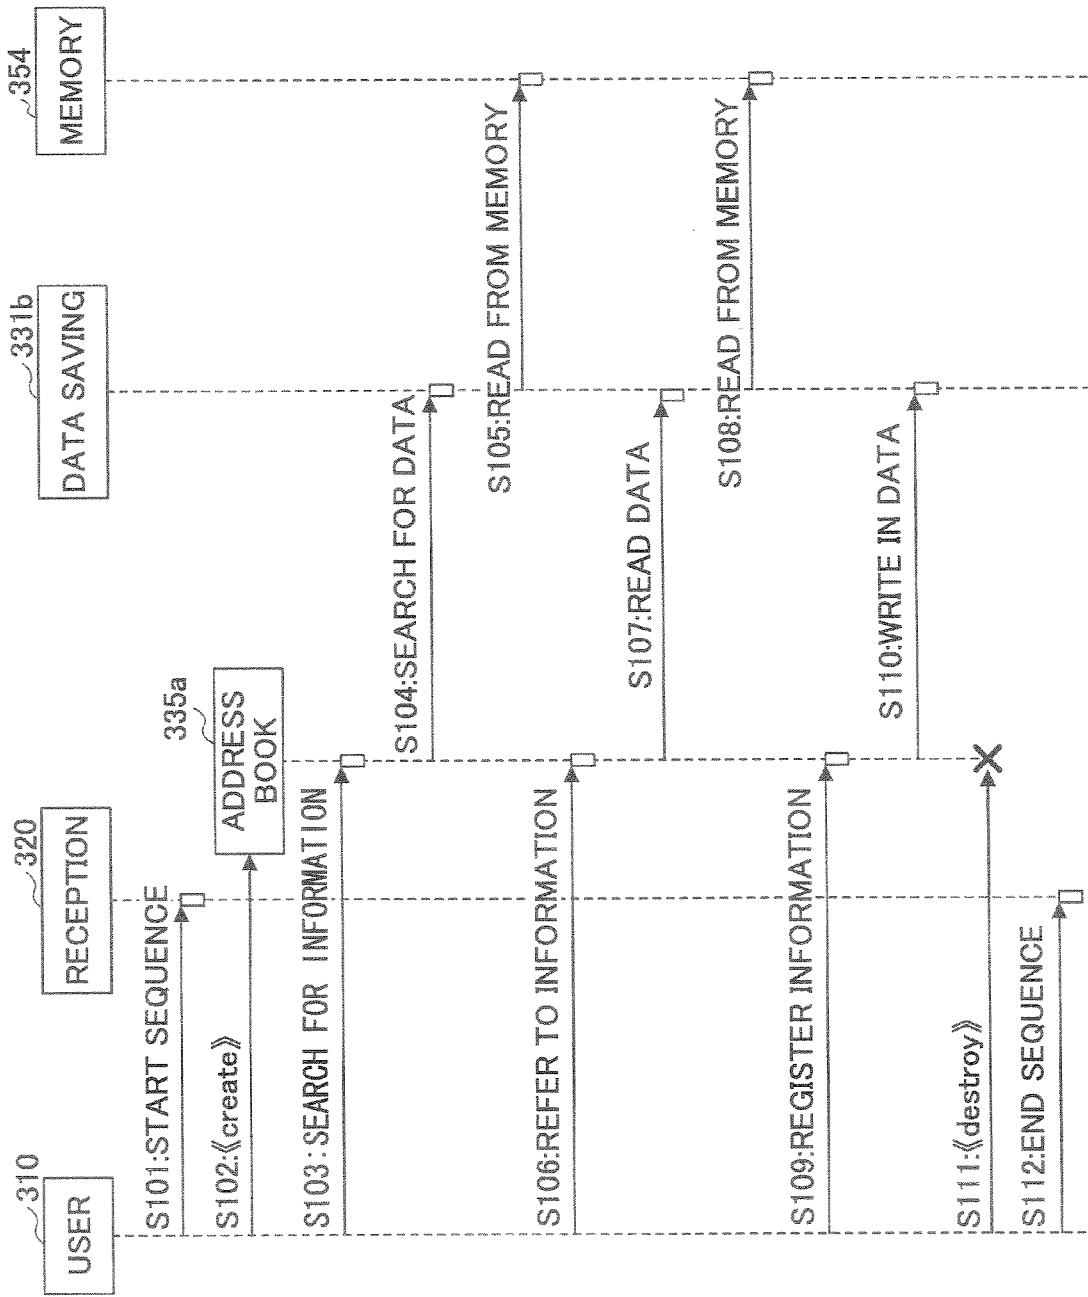 310
USER
320
RECEPTION
335a
ADDRESS
BOOK
331b
DATA SAVING
354
MEMORY
S101:START SEQUENCE
S102:《create》
S103:SEARCH FOR INFORMATION
S104:SEARCH FOR DATA
S105:READ FROM MEMORY
S106:REFER TO INFORMATION
S107:READ DATA
S108:READ FROM MEMORY
S109:REGISTER INFORMATION
S110:WRITE IN DATA
S111:《destroy》
S112:END SEQUENCE